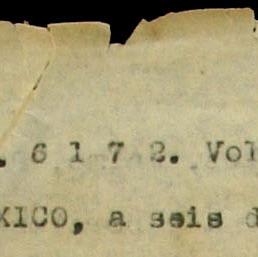 . 6 1 7 2. Vol
XICO, a seis d